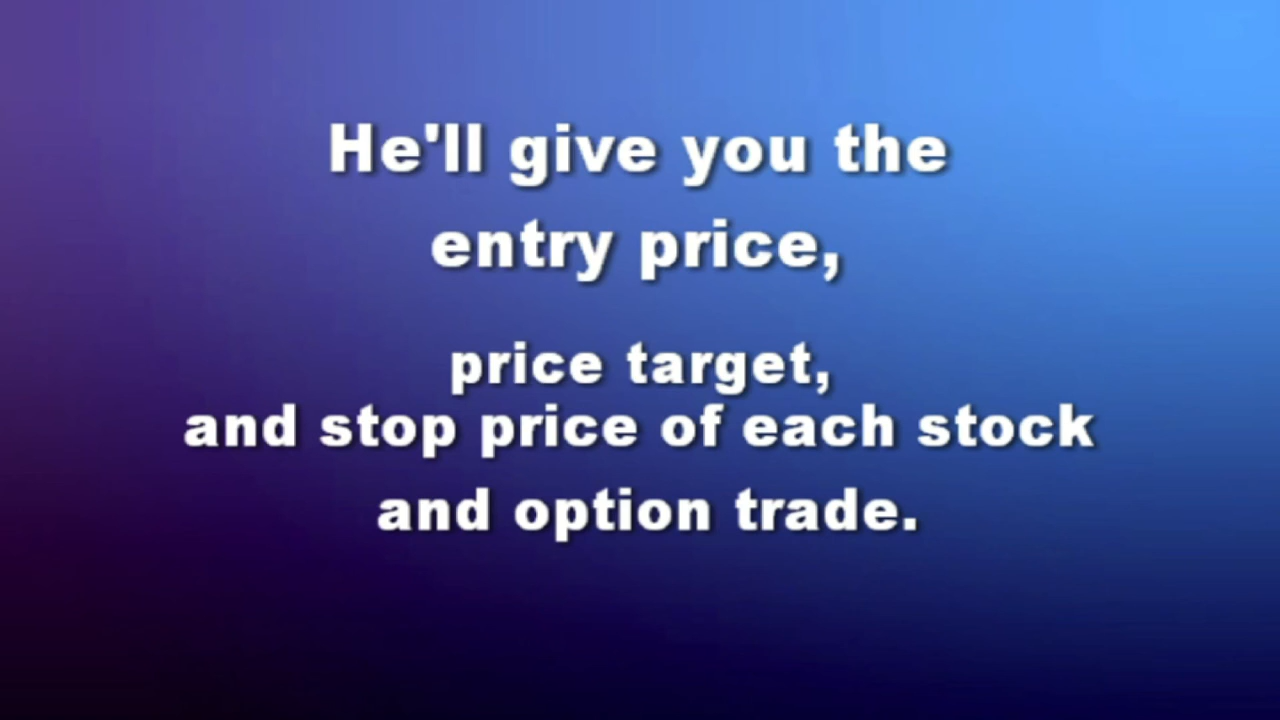 He'll give you the
entry price,
price target,
and stop price of each stock
and option trade.